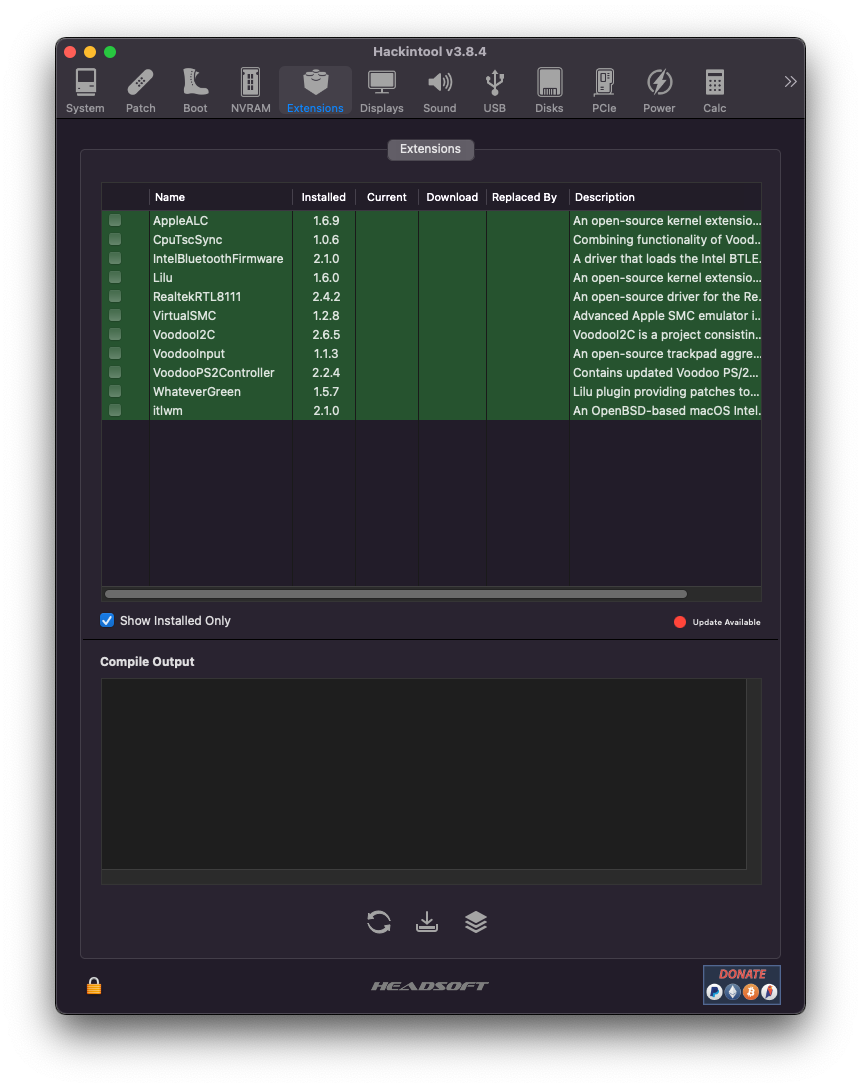 Hackintool v3.8.4
System Patch Boot NVRAM Extensions Displays Sound USB Disks PCIe Power Calc
Extensions
Name Installed Current Download Replaced By Description
AppleALC 1.6.9 An open-source kernel extensio...
CpuTscSync 1.0.6 Combining functionality of Vood..
IntelBluetoothFirmware 2.1.0 A driver that loads the Intel BTLE.
Lilu 1.6.0 An open-source kernel extensio...
RealtekRTL8111 2.4.2 An open-source driver for the Re.
VirtualSMC 1.2.8 Advanced Apple SMC emulator i..
VoodooI2C 2.6.5 VoodooI2C is a project consistin..
VoodooInput 1.1.3 An open-source trackpad aggre...
VoodooPS2Controller 2.2.4 Contains updated Voodoo PS/2...
WhateverGreen 1.5.7 Lilu plugin providing patches to...
itlwm 2.1.0 An OpenBSD-based macOS Intel.
Show Installed Only
Update Available
Compile Output
HEADSOFT
DONATE